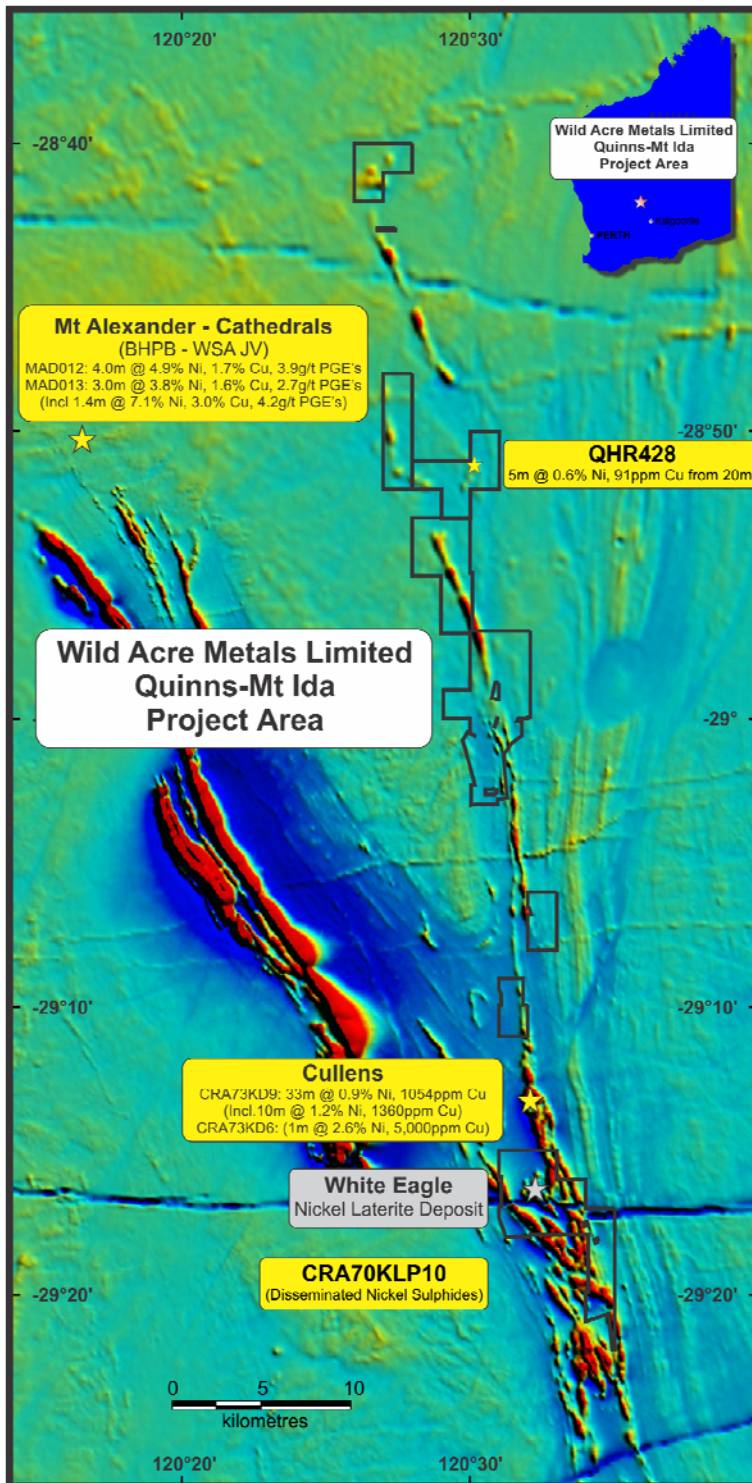 120°20'
120°30'
-28°40'
Wild Acre Metals Limited
Quinns-Mt Ida
Project Area
Kalgoorlie
PERTH
Mt Alexander - Cathedrals
(BHPB - WSA JV)
MAD012: 4.0m @ 4.9% Ni, 1.7% Cu, 3.9g/t PGE's
MAD013: 3.0m @ 3.8% Ni, 1.6% Cu, 2.7g/t PGE's
(Incl 1.4m @ 7.1% Ni, 3.0% Cu, 4.2g/t PGE's)
-28°50'
QHR428
5m @ 0.6% Ni, 91ppm Cu from 20m
Wild Acre Metals Limited
Quinns-Mt Ida
Project Area
-29°
-29°10'
-29°10'
Cullens
CRA73KD9: 33m @ 0.9% Ni, 1054ppm Cu
(Incl.10m @ 1.2% Ni, 1360ppm Cu)
CRA73KD6: (1m @ 2.6% Ni, 5,000ppm Cu)
White Eagle
Nickel Laterite Deposit
CRA70KLP10
(Disseminated Nickel Sulphides)
-29°20'
-29°20'
0 5 10
kilometres
120°20'
120°30'